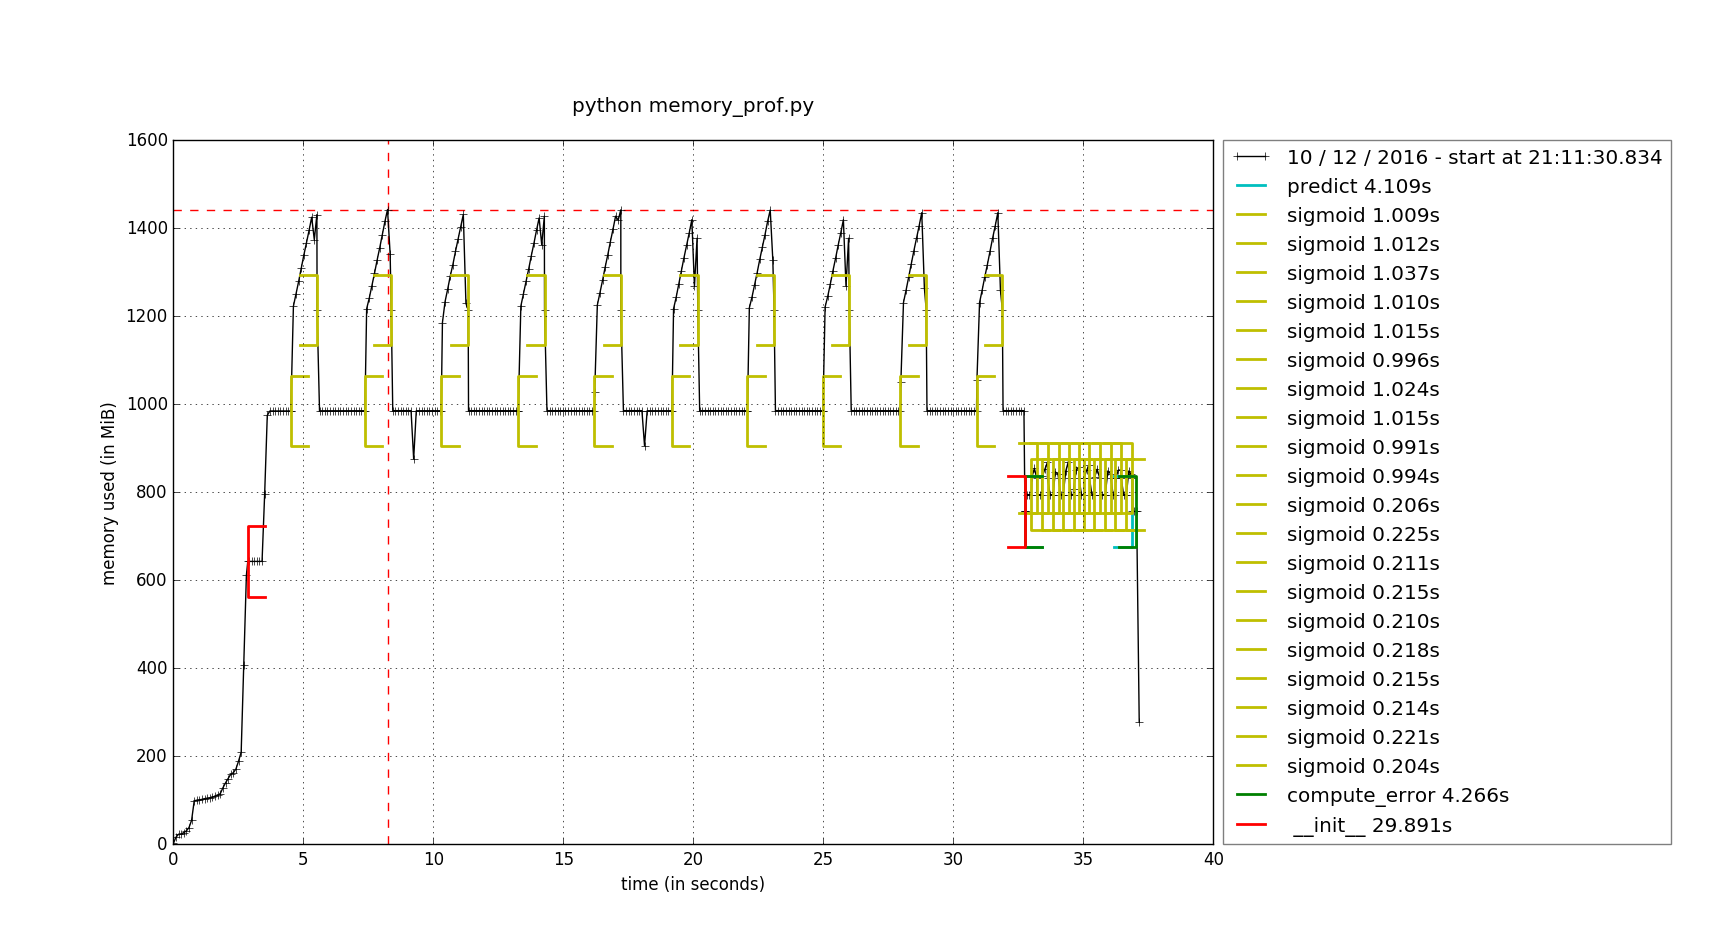 python memory_prof.py
1600
1400
1200
1000
800
600
400
200
0
memory used (in MiB)
0 5 10 15 20 25 30 35 40
time (in seconds)
10 / 12 / 2016 - start at 21:11:30.834
predict 4.109s
sigmoid 1.009s
sigmoid 1.012s
sigmoid 1.037s
sigmoid 1.010s
sigmoid 1.015s
sigmoid 0.996s
sigmoid 1.024s
sigmoid 1.015s
sigmoid 0.991s
sigmoid 0.994s
sigmoid 0.206s
sigmoid 0.225s
sigmoid 0.211s
sigmoid 0.215s
sigmoid 0.210s
sigmoid 0.218s
sigmoid 0.215s
sigmoid 0.214s
sigmoid 0.221s
sigmoid 0.204s
compute_error 4.266s
__init__ 29.891s